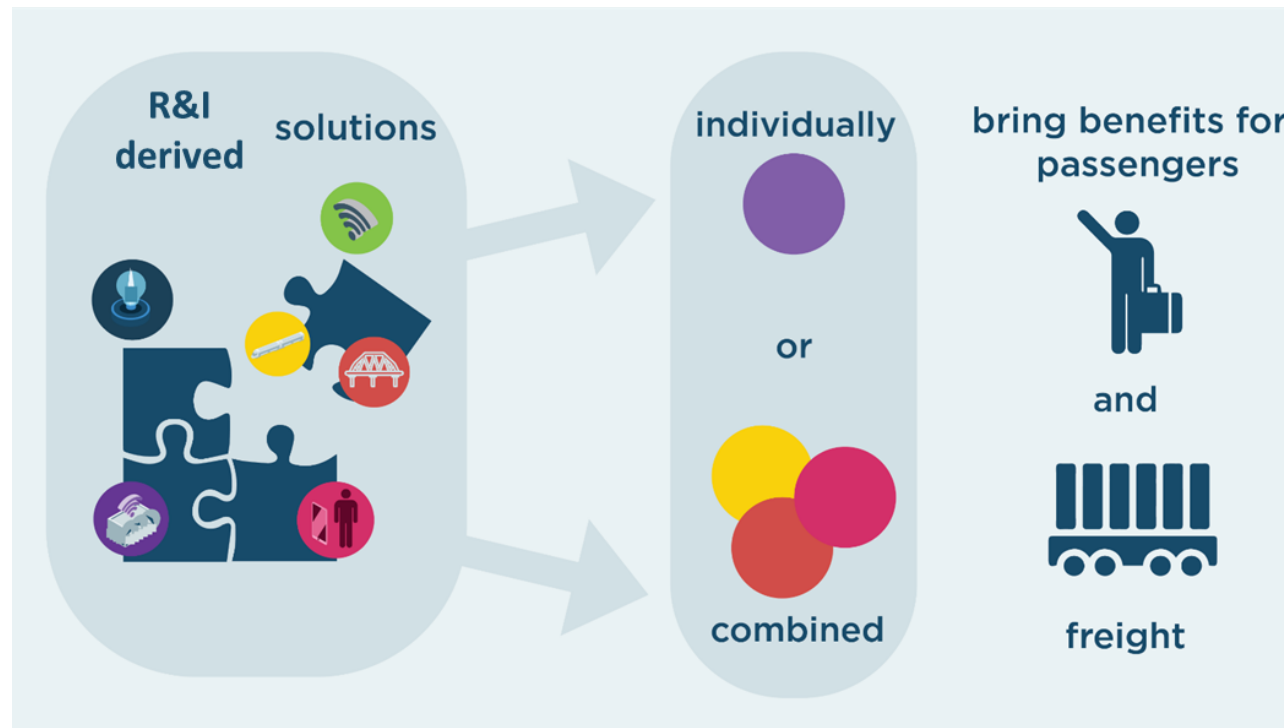 R&I
derived
solutions
individually
or
combined
bring benefits for
passengers
and
freight